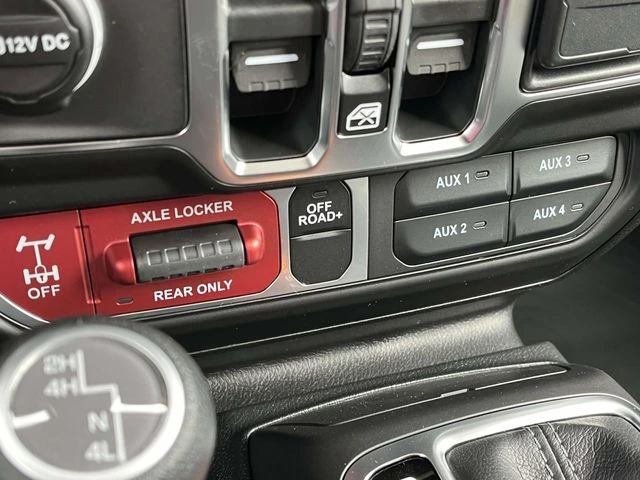 312V DC
AXLE LOCKER
OFF
REAR ONLY
OFF
ROAD+
AUX 1
AUX 3
AUX 2
AUX 4
2H
4H
N
4L